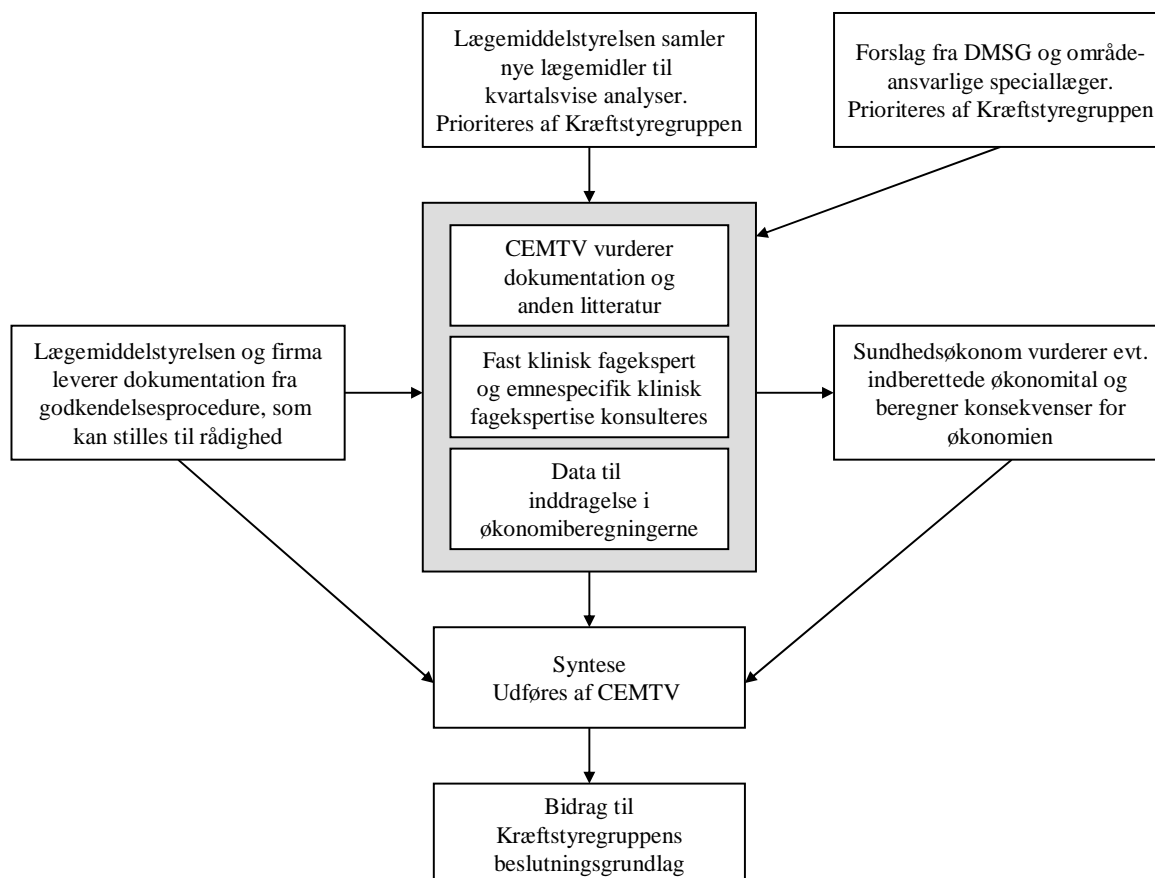 Lægemiddelstyrelsen samler
nye lægemidler til
kvartalsvise analyser.
Prioriteres af Kræftstyregruppen
Forslag fra DMSG og område-
ansvarlige speciallæger.
Prioriteres af Kræftstyregruppen
CEMTV vurderer
dokumentation og
anden litteratur
Lægemiddelstyrelsen og firma
leverer dokumentation fra
godkendelsesprocedure, som
kan stilles til rådighed
Fast klinisk fagekspert
og emnespecifik klinisk
fagekspertise konsulteres
Sundhedsøkonom vurderer evt.
indberettede økonomital og
beregner konsekvenser for
økonomien
Data til
inddragelse i
økonomiberegningerne
Syntese
Udføres af CEMTV
Bidrag til
Kræftstyregruppens
beslutningsgrundlag